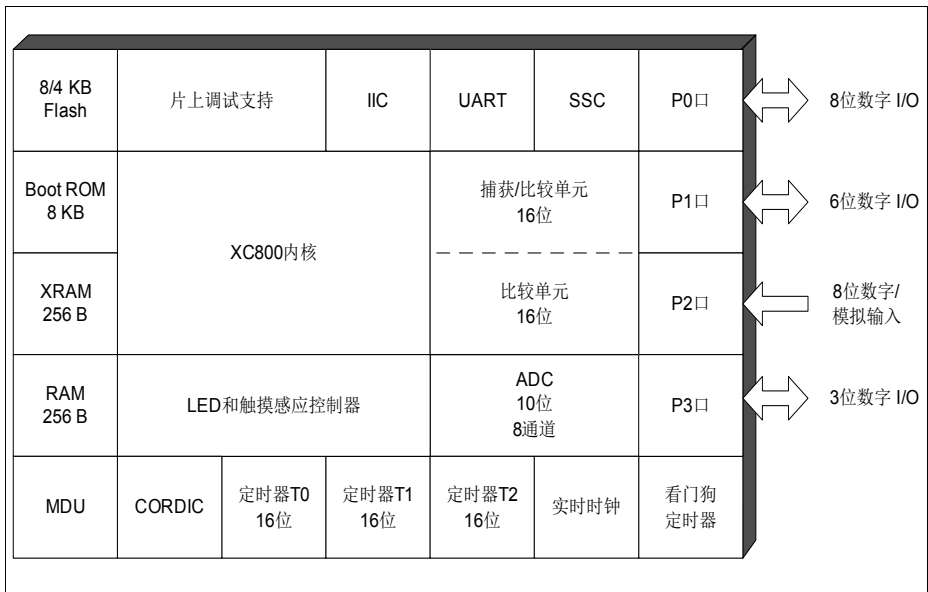 8/4 KB
Flash
片上调试支持
IIC
UART
SSC
P0口
8位数字 I/O
Boot ROM
8 KB
捕获/比较单元
16位
P1口
6位数字 I/O
XC800内核
XRAM
256 B
比较单元
16位
P2口
8位数字/
模拟输入
RAM
256 B
LED和触摸感应控制器
ADC
10位
8通道
P3口
3位数字 I/O
MDU
CORDIC
定时器T0
16位
定时器T1
16位
定时器T2
16位
实时时钟
看门狗
定时器